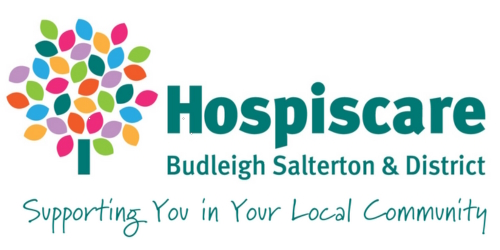 Hospiscare
Budleigh Salterton & District
Supporting You in Your Local Community